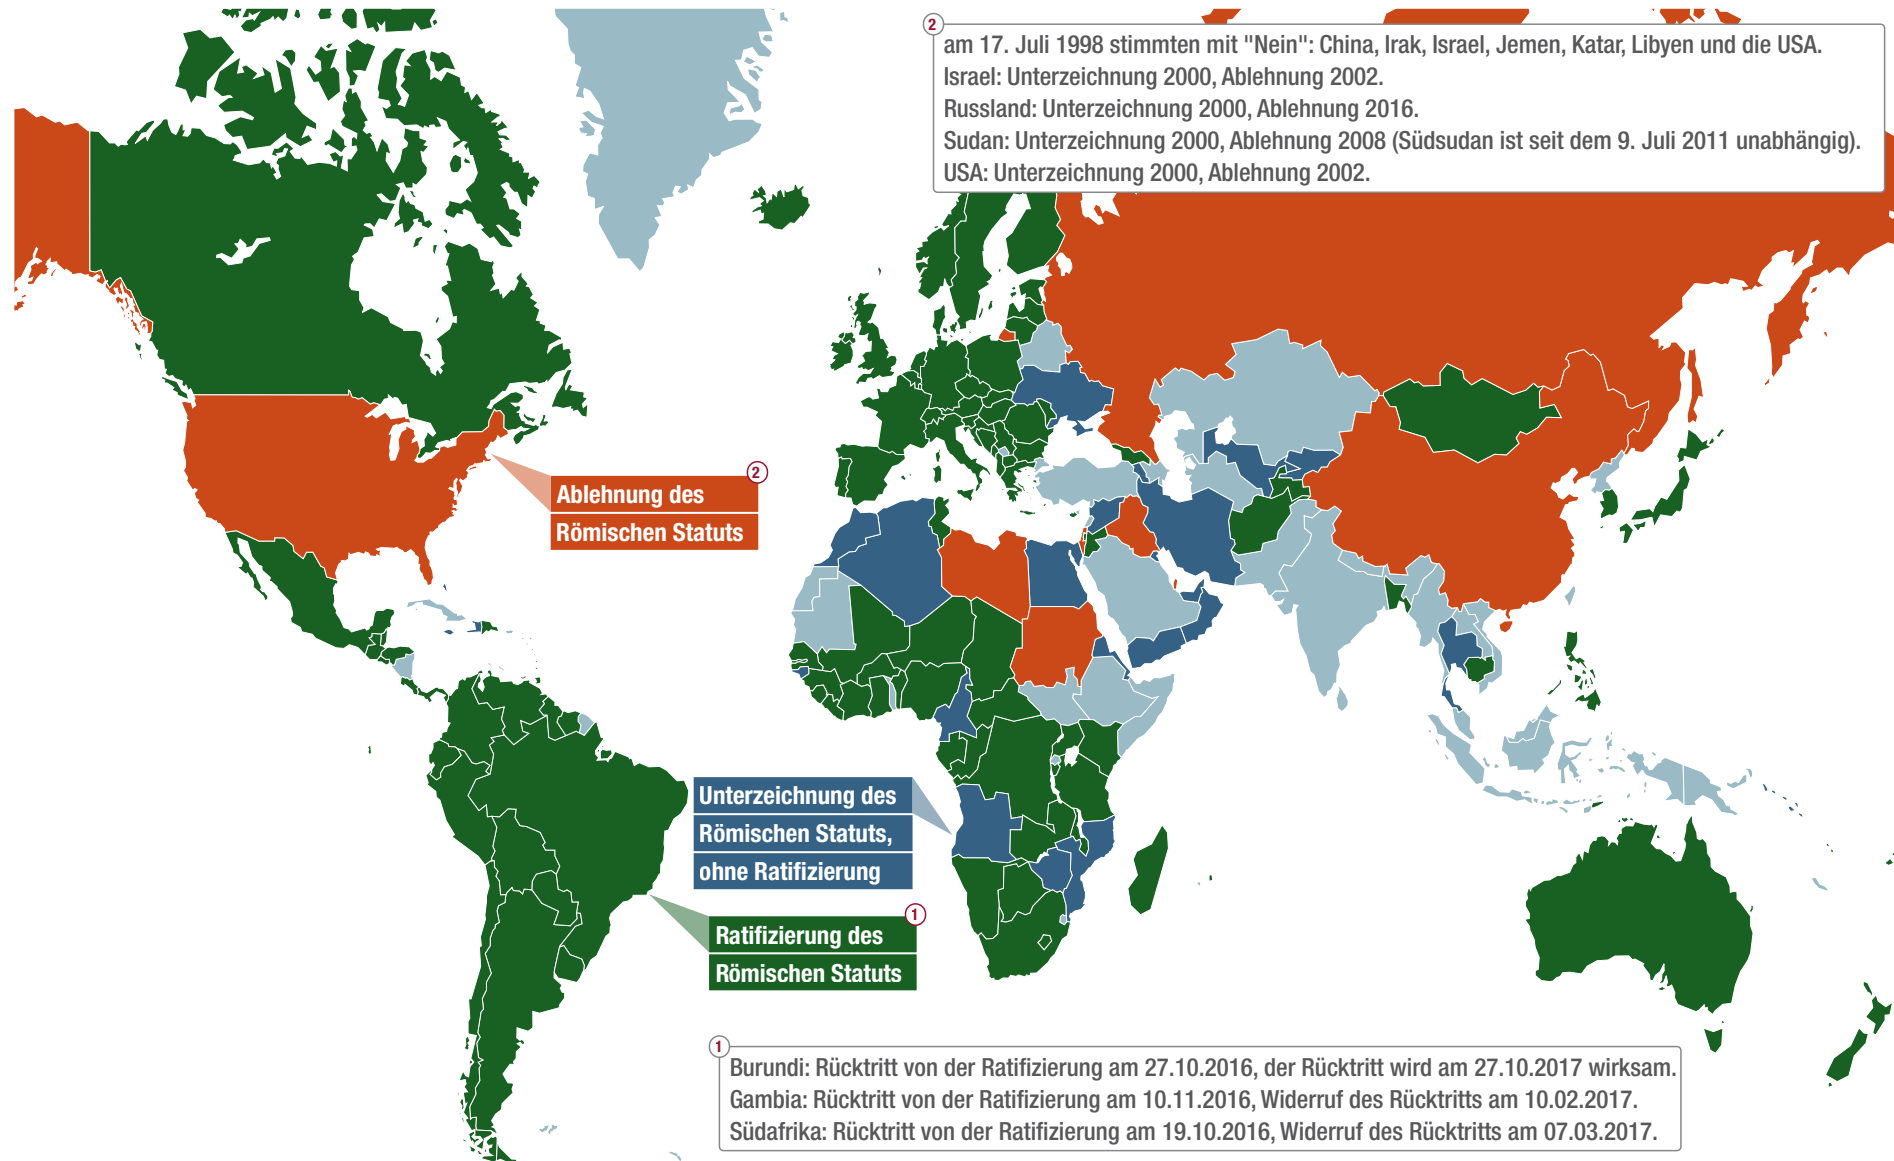 2
am 17. Juli 1998 stimmten mit "Nein": China, Irak, Israel, Jemen, Katar, Libyen und die USA.
Israel: Unterzeichnung 2000, Ablehnung 2002.
Russland: Unterzeichnung 2000, Ablehnung 2016.
Sudan: Unterzeichnung 2000, Ablehnung 2008 (Südsudan ist seit dem 9. Juli 2011 unabhängig).
USA: Unterzeichnung 2000, Ablehnung 2002.
2
Ablehnung des
Römischen Statuts
Unterzeichnung des
Römischen Statuts,
ohne Ratifizierung
1
Ratifizierung des
Römischen Statuts
1
Burundi: Rücktritt von der Ratifizierung am 27.10.2016, der Rücktritt wird am 27.10.2017 wirksam.
Gambia: Rücktritt von der Ratifizierung am 10.11.2016, Widerruf des Rücktritts am 10.02.2017.
Südafrika: Rücktritt von der Ratifizierung am 19.10.2016, Widerruf des Rücktritts am 07.03.2017.